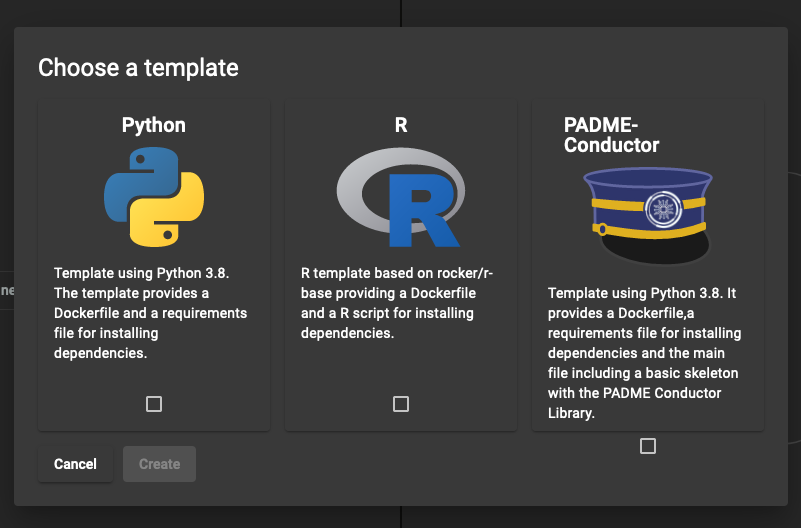 Choose a template
Python
Template using Python 3.8.
The template provides a
Dockerfile and a requirements
file for installing
dependencies.
R
R
R template based on rocker/r-
base providing a Dockerfile
and a R script for installing
dependencies.
PADME-
Conductor
Template using Python 3.8. It
provides a Dockerfile,a
requirements file for installing
dependencies and the main
file including a basic skeleton
with the PADME Conductor
Library.
ne
Cancel
Create